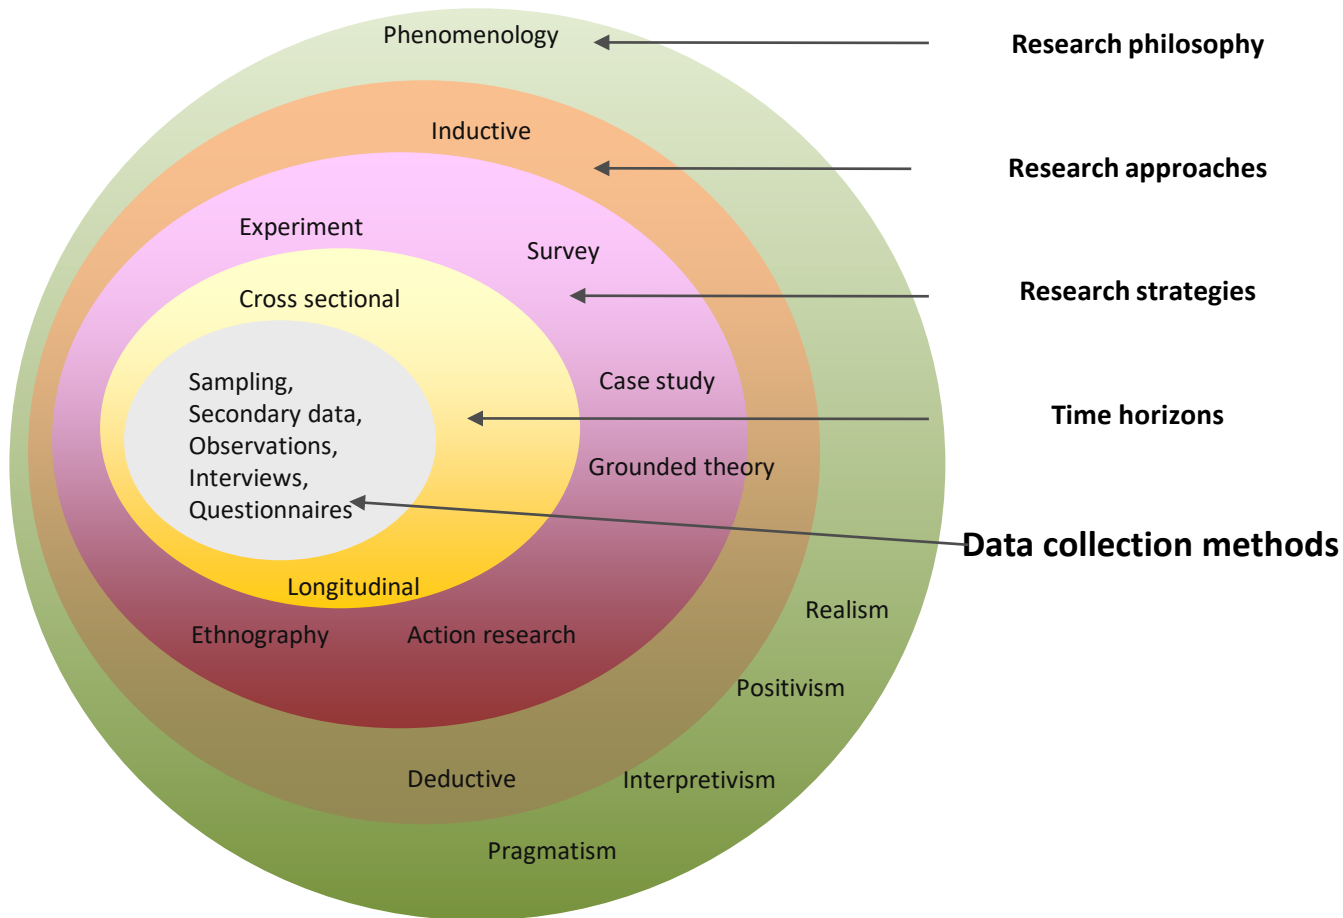 Phenomenology
Research philosophy
Inductive
Research approaches
Experiment
Survey
Research strategies
Cross sectional
Sampling,
Secondary data,
Observations,
Interviews,
Questionnaires
Case study
Time horizons
Grounded theory
Data collection methods
Longitudinal
Realism
Ethnography
Action research
Positivism
Deductive
Interpretivism
Pragmatism